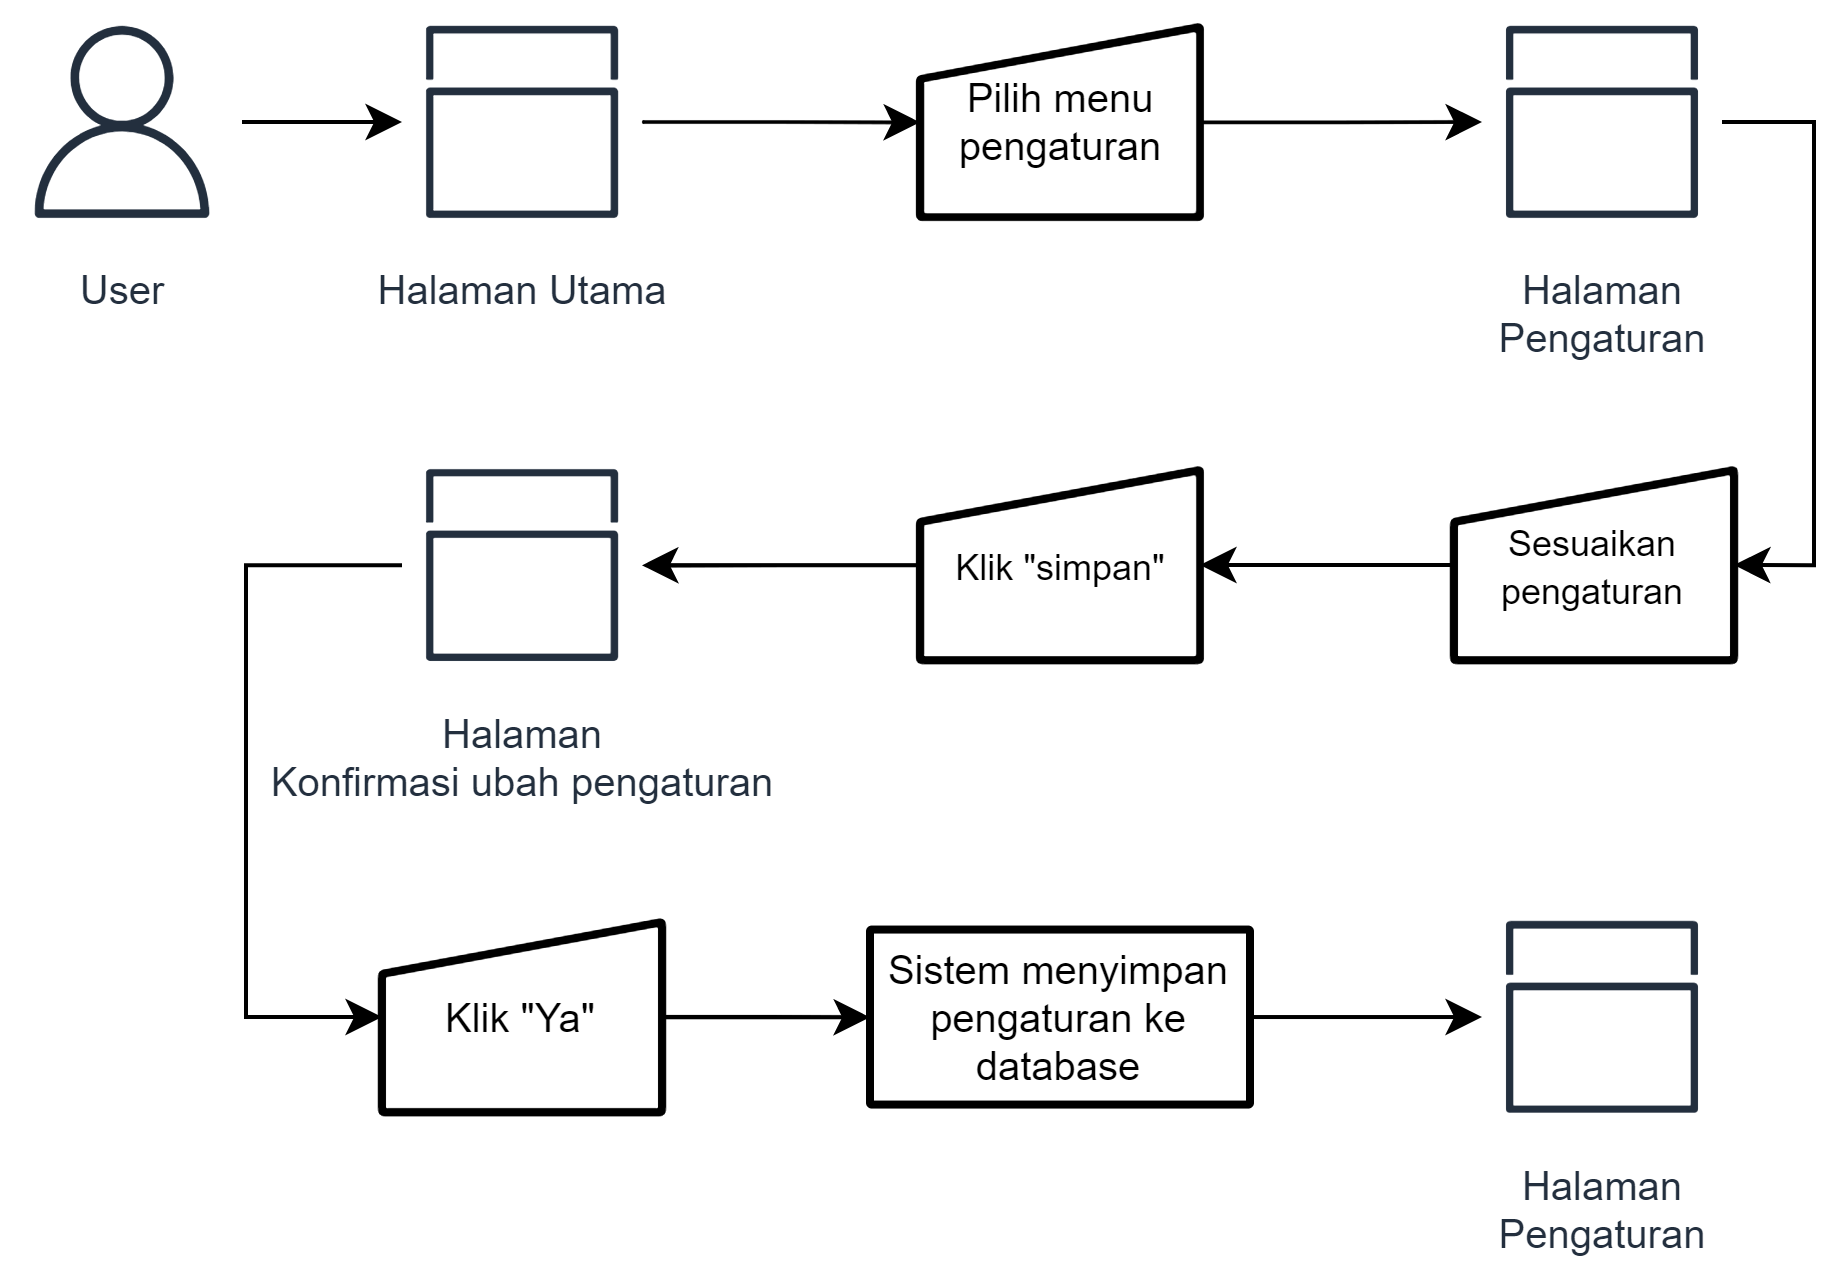 Pilih menu
pengaturan
User
Halaman Utama
Halaman
Pengaturan
Sesuaikan
pengaturan
Klik "simpan"
Halaman
Konfirmasi ubah pengaturan
Klik "Ya"
Sistem menyimpan
pengaturan ke
database
Halaman
Pengaturan